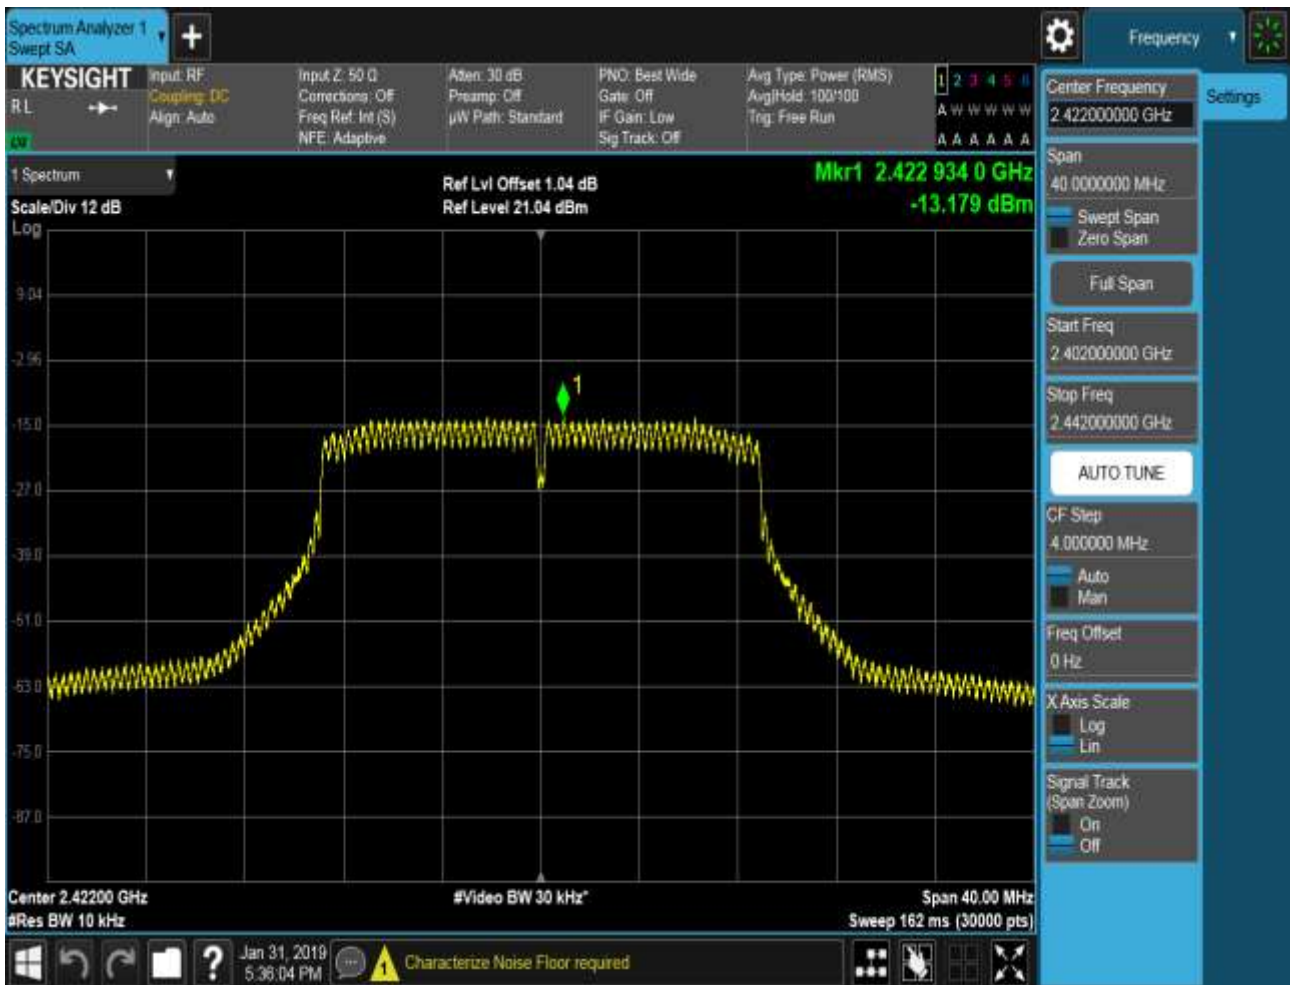 Spectrum Analyzer 1
Swept SA
Frequency
KEYSIGHT
R L
Input: RF
Coupling: DC
Align: Auto
Input Z: 50 Ω
Corrections: Off
Freq Ref: Int (S)
NFE: Adaptive
Atten: 30 dB
Preamp: Off
µW Path: Standard
PNO: Best Wide
Gate: Off
IF Gain: Low
Sig Track: Off
Avg Type: Power (RMS)
Avg|Hold: 100/100
Trig: Free Run
1 2 3 4 5 6
A W W W W W
A A A A A A
1 Spectrum
Scale/Div 12 dB
Log
Ref Lvl Offset 1.04 dB
Ref Level 21.04 dBm
Mkr1 2.422 934 0 GHz
-13.179 dBm
9.04
-2.96
-15.0
-27.0
-39.0
-51.0
-63.0
-75.0
-87.0
1
Center 2.42200 GHz
#Res BW 10 kHz
#Video BW 30 kHz*
Span 40.00 MHz
Sweep 162 ms (30000 pts)
Center Frequency
2.422000000 GHz
Settings
Span
40.0000000 MHz
Swept Span
Zero Span
Full Span
Start Freq
2.402000000 GHz
Stop Freq
2.442000000 GHz
AUTO TUNE
CF Step
4.000000 MHz
Auto
Man
Freq Offset
0 Hz
X Axis Scale
Log
Lin
Signal Track
(Span Zoom)
On
Off
?
Jan 31, 2019
5:36:04 PM
1
Characterize Noise Floor required